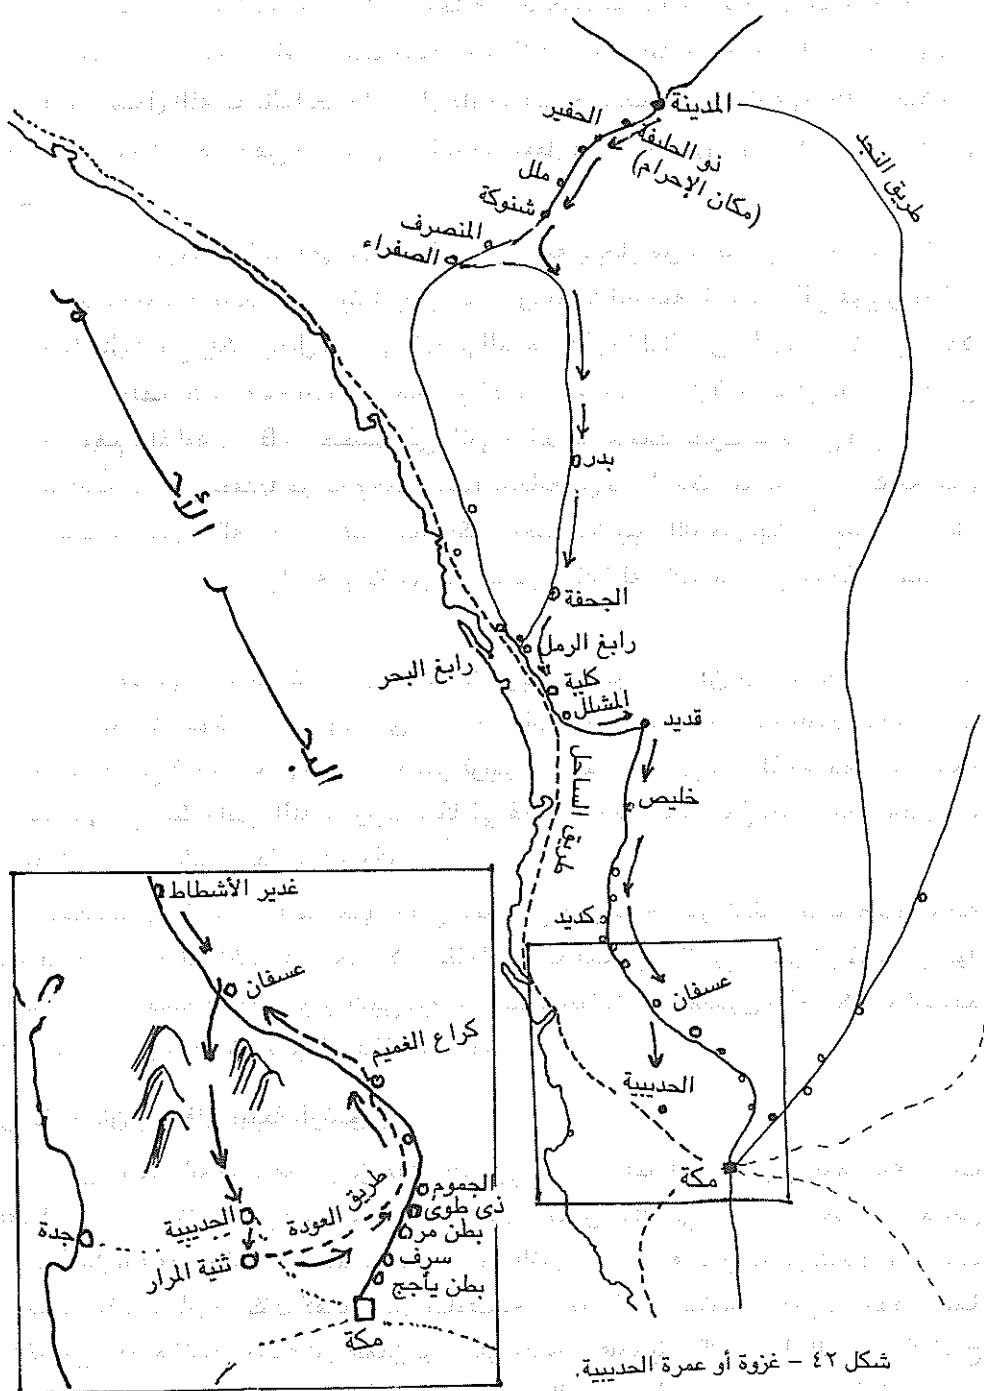 المدينة
الحفير
ذو الحليفة
(مكان الإحرام)
طريق النجد
ملل
شنوكة
المنصرف
الصفراء
بدر
الجحفة
رابغ الرمل
رابغ البحر
كلية
المشلل
قديد
طريق الساحل
خليص
كديد
عسفان
الحديبية
مكة
غدير الأشطاط
عسفان
كراع الغميم
الجموم
ذى طوى
بطن مر
سرف
بطن يأجج
طريق العودة
الحديبية
ثنية المرار
جدة
مكة
شكل ٤٢ – غزوة أو عمرة الحديبية.